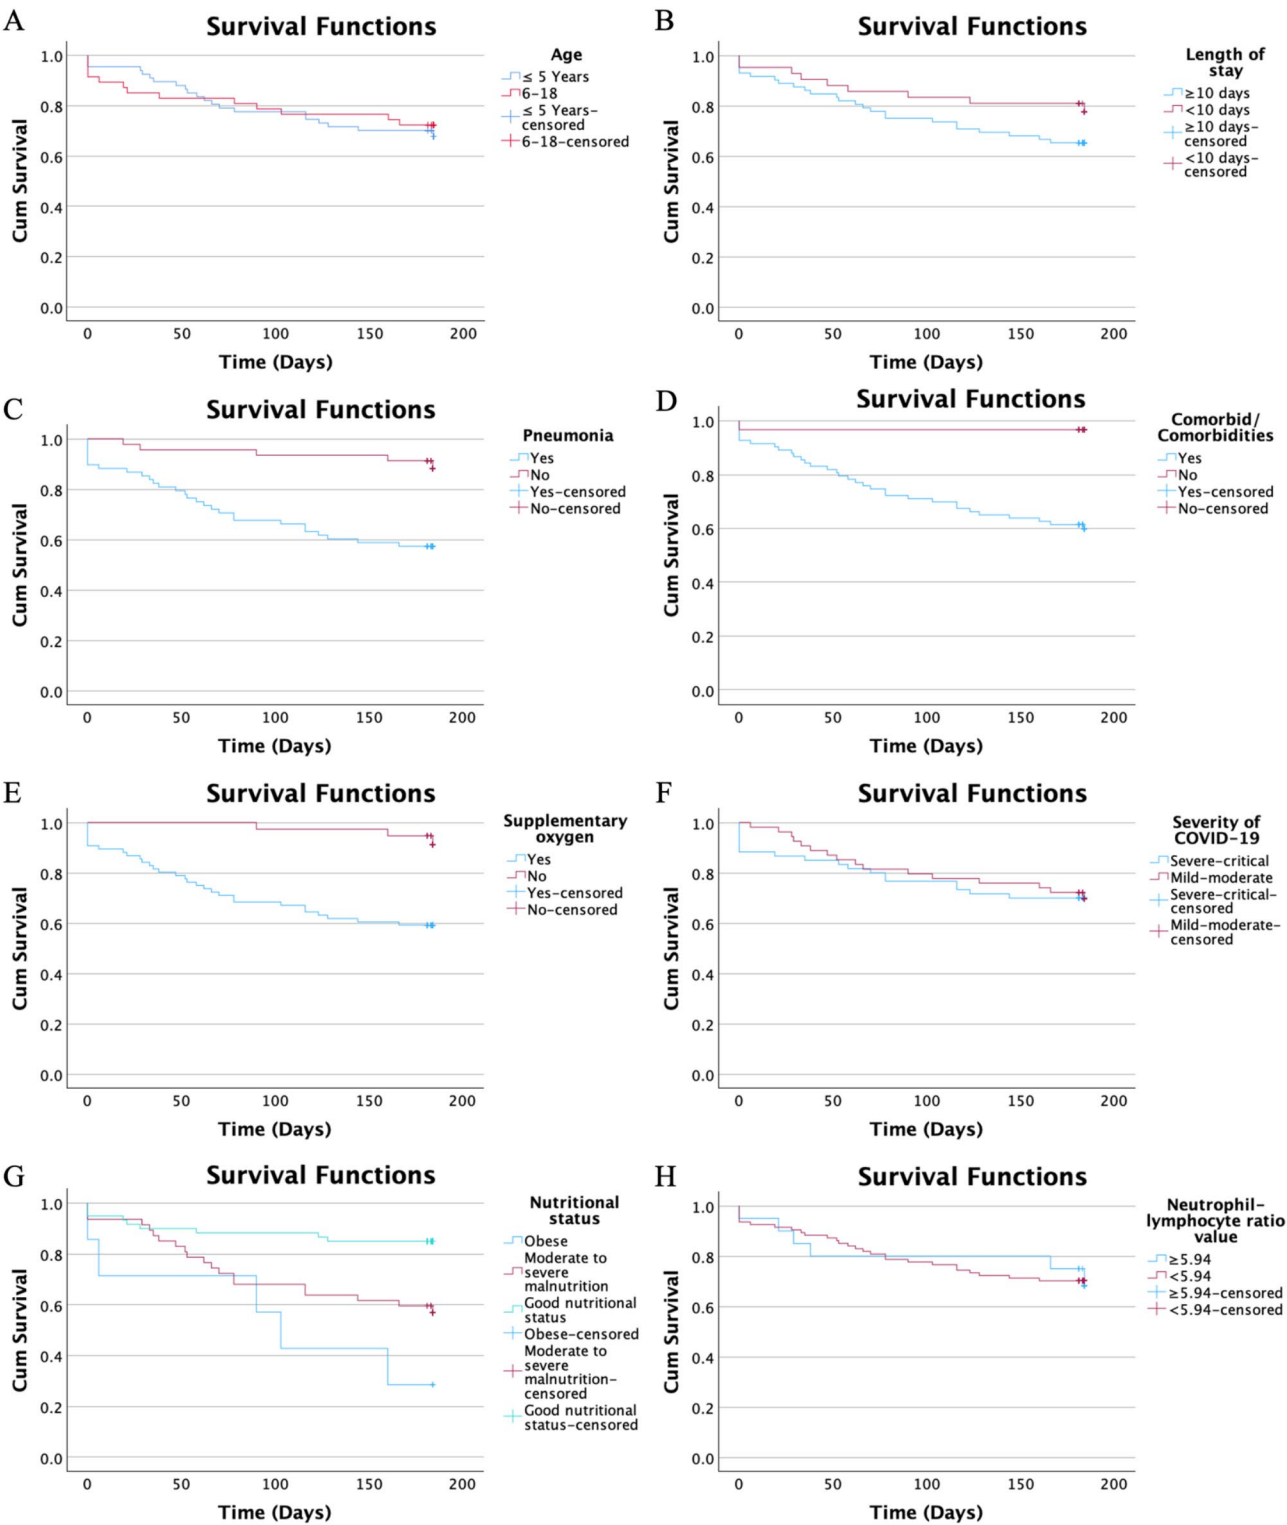 A
Survival Functions
1.0
0.8
0.6
0.4
0.2
0.0
Cum Survival
0 50 100 150 200
Time (Days)
Age
≤ 5 Years
6-18
≤ 5 Years-
censored
6-18-censored
B
Survival Functions
1.0
0.8
0.6
0.4
0.2
0.0
Cum Survival
0 50 100 150 200
Time (Days)
Length of
stay
≥10 days
<10 days
≥10 days-
censored
<10 days-
censored
C
Survival Functions
1.0
0.8
0.6
0.4
0.2
0.0
Cum Survival
0 50 100 150 200
Time (Days)
Pneumonia
Yes
No
Yes-censored
No-censored
D
Survival Functions
1.0
0.8
0.6
0.4
0.2
0.0
Cum Survival
0 50 100 150 200
Time (Days)
Comorbid/
Comorbidities
Yes
No
Yes-censored
No-censored
E
Survival Functions
1.0
0.8
0.6
0.4
0.2
0.0
Cum Survival
0 50 100 150 200
Time (Days)
Supplementary
oxygen
Yes
No
Yes-censored
No-censored
F
Survival Functions
1.0
0.8
0.6
0.4
0.2
0.0
Cum Survival
0 50 100 150 200
Time (Days)
Severity of
COVID-19
Severe-critical
Mild-moderate
Severe-critical-
censored
Mild-moderate-
censored
G
Survival Functions
1.0
0.8
0.6
0.4
0.2
0.0
Cum Survival
0 50 100 150 200
Time (Days)
Nutritional
status
Obese
Moderate to
severe
malnutrition
Good nutritional
status
Obese-censored
Moderate to
severe
malnutrition-
censored
Good nutritional
status-censored
H
Survival Functions
1.0
0.8
0.6
0.4
0.2
0.0
Cum Survival
0 50 100 150 200
Time (Days)
Neutrophil-
lymphocyte ratio
value
≥5.94
<5.94
≥5.94-censored
<5.94-censored